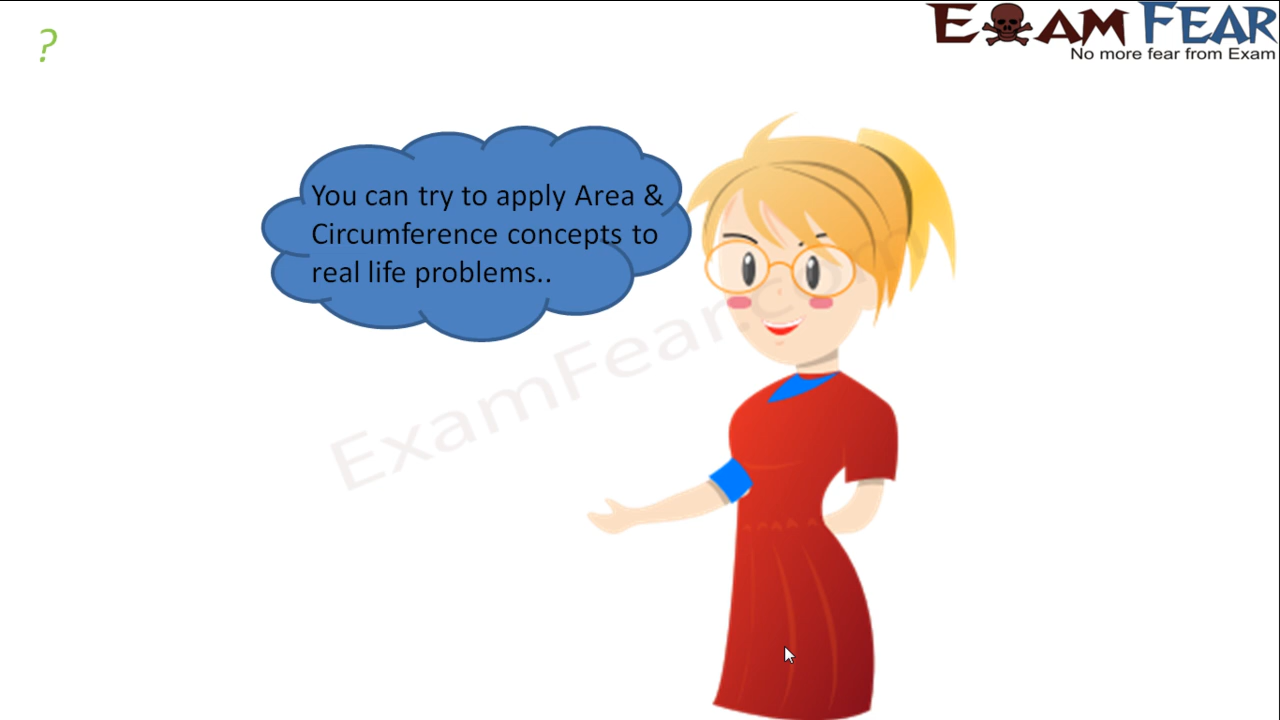 ?
EXAM FEAR
No more fear from Exam
You can try to apply Area &
Circumference concepts to
real life problems..
ExamFear.com